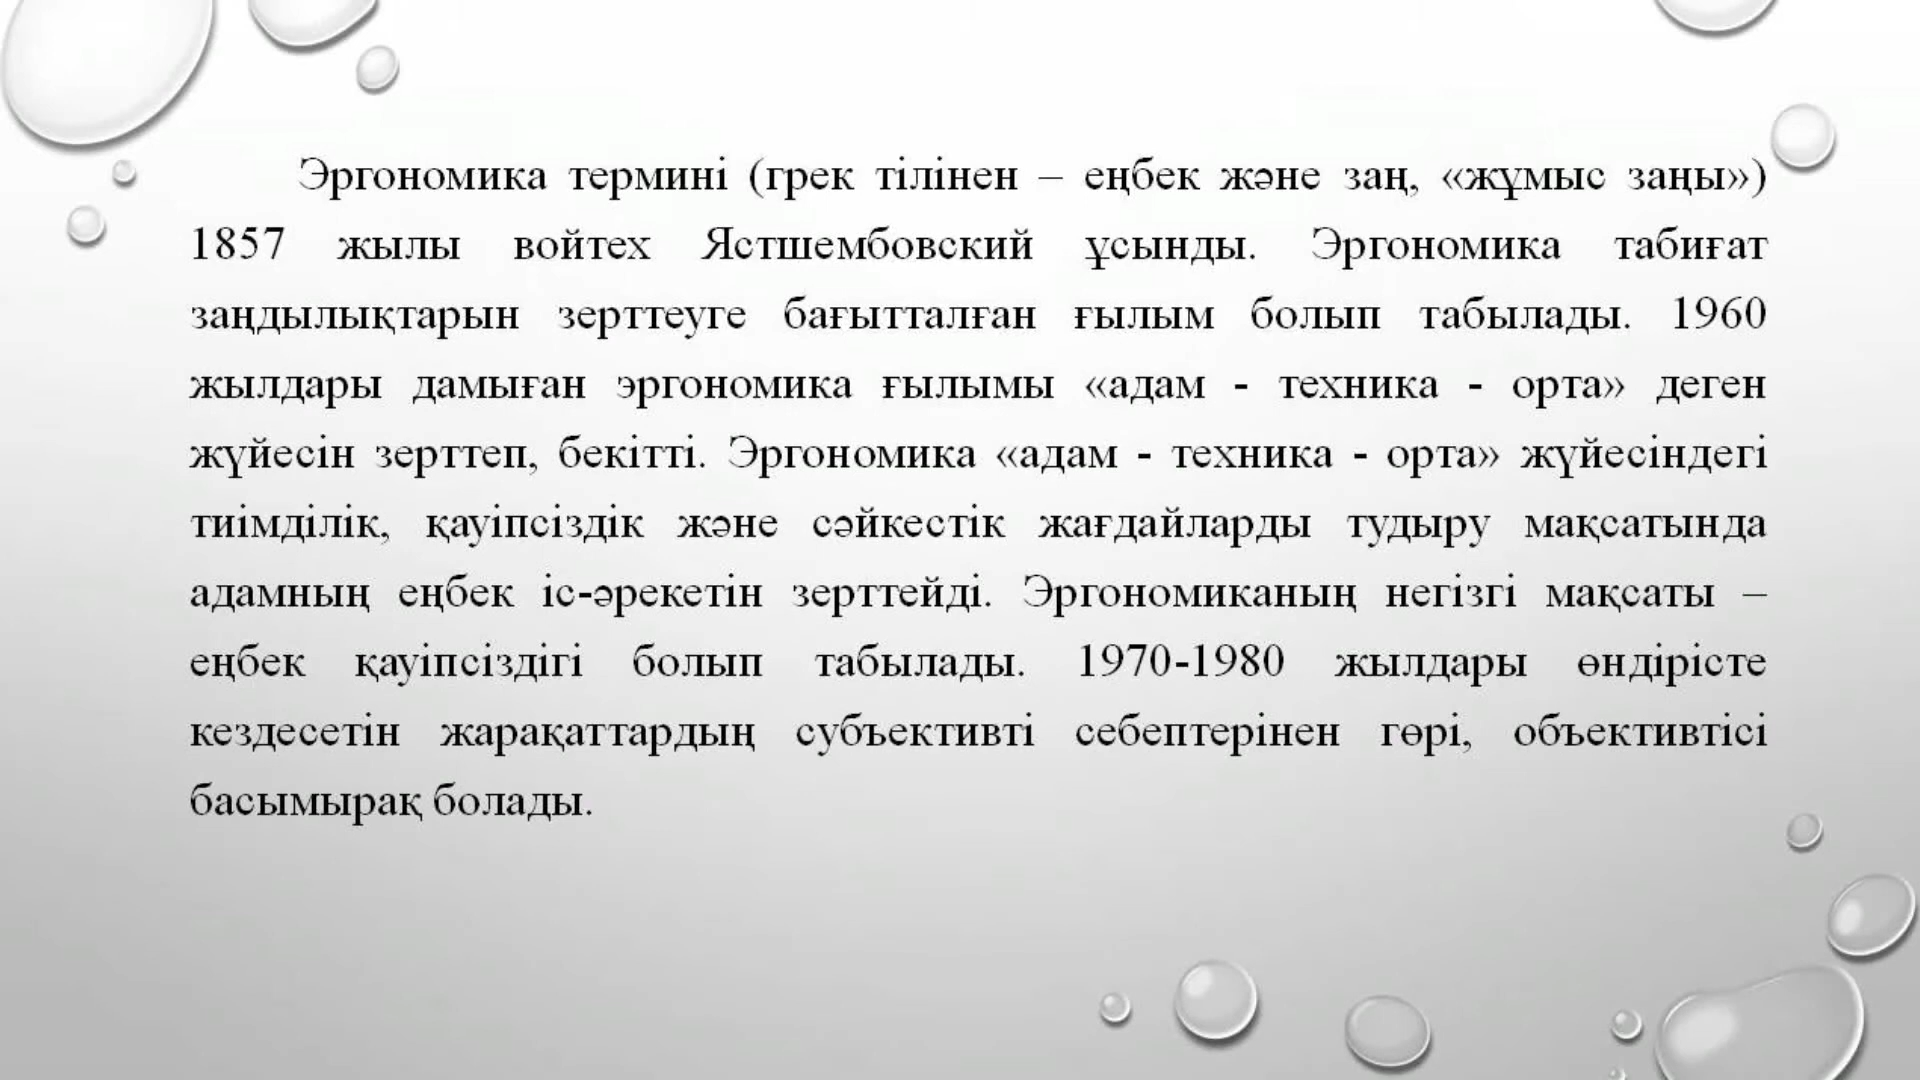 Эргономика термині (грек тілінен – еңбек және заң, «жұмыс заңы»)
1857 жылы войтех Ястшембовский ұсынды. Эргономика табиғат
заңдылықтарын зерттеуге бағытталған ғылым болып табылады. 1960
жылдары дамыған эргономика ғылымы «адам - техника - орта» деген
жүйесін зерттеп, бекітті. Эргономика «адам - техника - орта» жүйесіндегі
тиімділік, қауіпсіздік және сәйкестік жағдайларды тудыру мақсатында
адамның еңбек іс-әрекетін зерттейді. Эргономиканың негізгі мақсаты –
еңбек қауіпсіздігі болып табылады. 1970-1980 жылдары өндірісте
кездесетін жарақаттардың субъективті себептерінен гөрі, объективтісі
басымырақ болады.